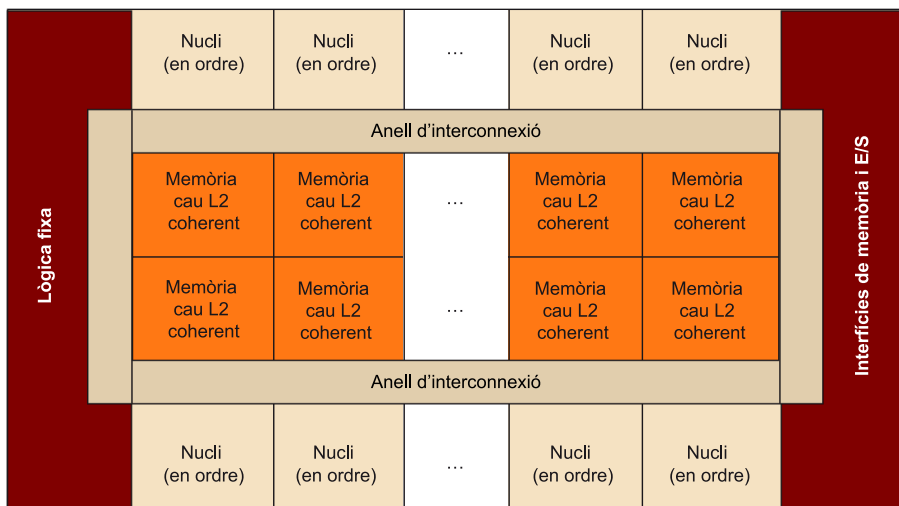 Nucli
(en ordre)
Nucli
(en ordre)
...
Nucli
(en ordre)
Nucli
(en ordre)
Anell d’interconnexió
Lògica fixa
Memòria
cau L2
coherent
Memòria
cau L2
coherent
...
Memòria
cau L2
coherent
Memòria
cau L2
coherent
Memòria
cau L2
coherent
Memòria
cau L2
coherent
...
Memòria
cau L2
coherent
Memòria
cau L2
coherent
Interfícies de memòria i E/S
Anell d’interconnexió
Nucli
(en ordre)
Nucli
(en ordre)
...
Nucli
(en ordre)
Nucli
(en ordre)